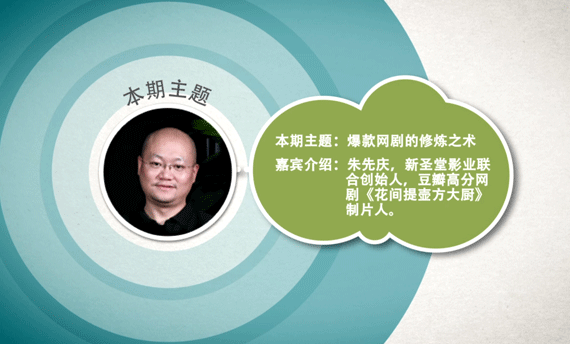 本期主题
本期主题：爆款网剧的修炼之术
嘉宾介绍：朱先庆，新圣堂影业联
合创始人，豆瓣高分网
剧《花间提壶方大厨》
制片人。